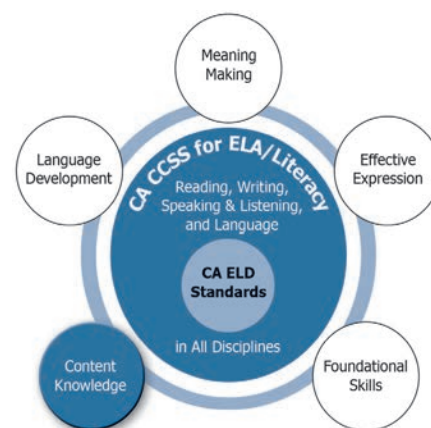 Meaning
Making
Language
Development
Effective
Expression
CA CCSS for ELA/Literacy
Reading, Writing,
Speaking & Listening,
and Language
CA ELD
Standards
in All Disciplines
Content
Knowledge
Foundational
Skills